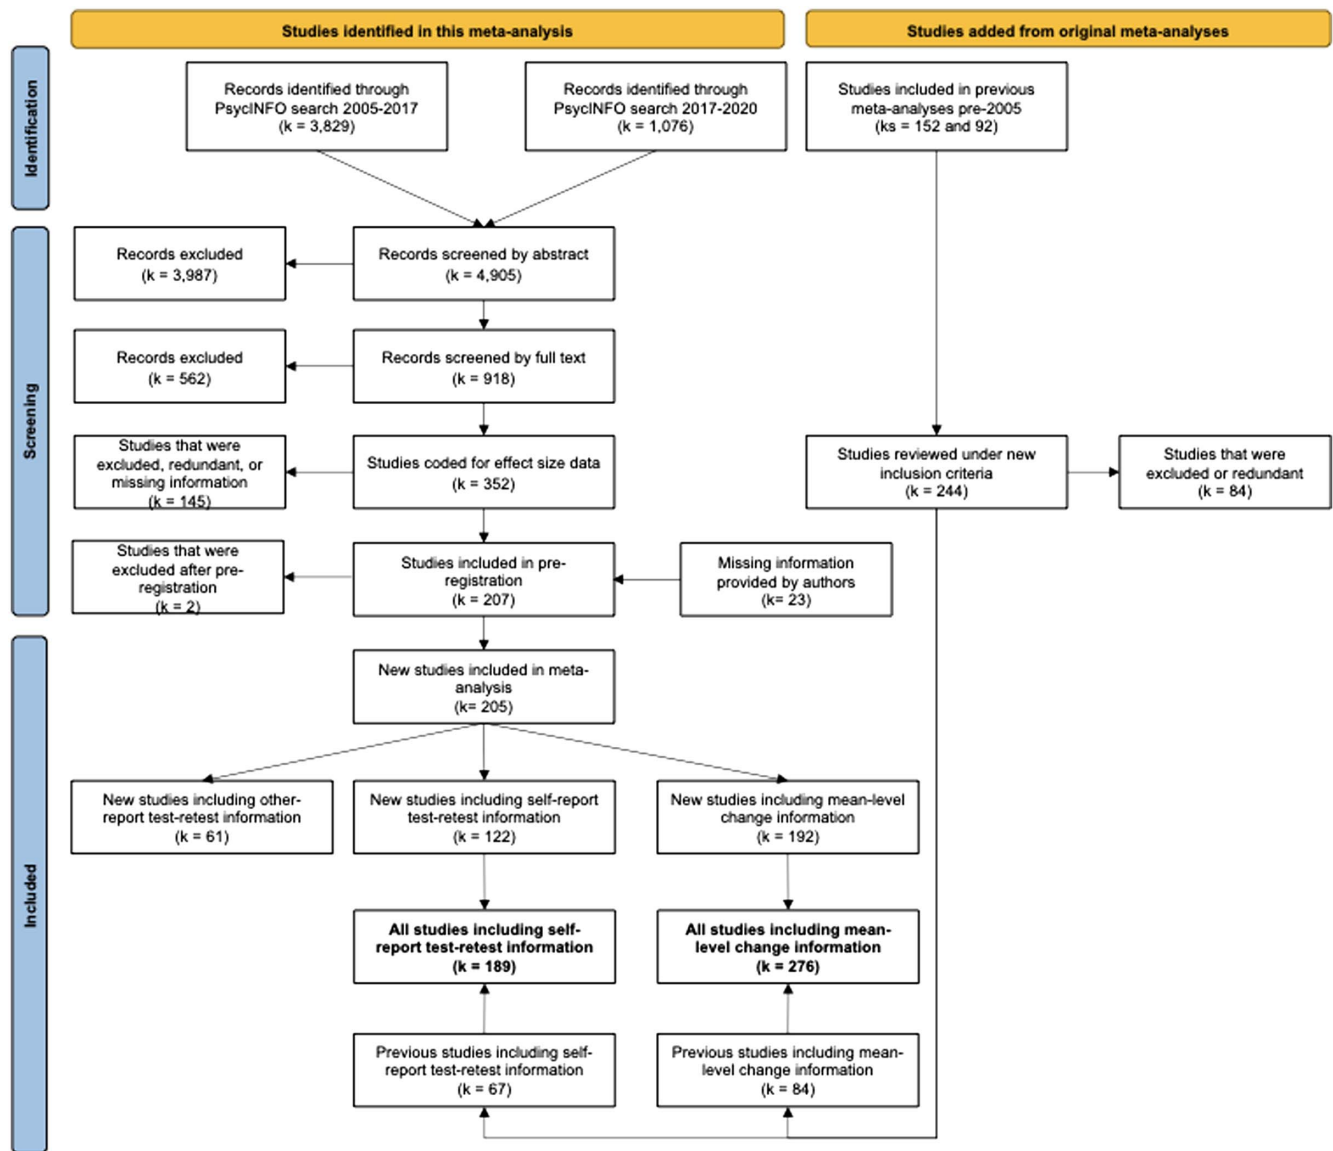 Studies identified in this meta-analysis
Studies added from original meta-analyses
Identification
Records identified through
PsycINFO search 2005-2017
(k = 3,829)
Records identified through
PsycINFO search 2017-2020
(k = 1,076)
Studies included in previous
meta-analyses pre-2005
(ks = 152 and 92)
Screening
Records excluded
(k = 3,987)
Records screened by abstract
(k = 4,905)
Records excluded
(k = 562)
Records screened by full text
(k = 918)
Studies that were
excluded, redundant, or
missing information
(k = 145)
Studies coded for effect size data
(k = 352)
Studies reviewed under new
inclusion criteria
(k = 244)
Studies that were
excluded or redundant
(k = 84)
Studies that were
excluded after pre-
registration
(k = 2)
Studies included in pre-
registration
(k = 207)
Missing information
provided by authors
(k= 23)
Included
New studies included in meta-
analysis
(k= 205)
New studies including other-
report test-retest information
(k = 61)
New studies including self-report
test-retest information
(k = 122)
New studies including mean-level
change information
(k = 192)
All studies including self-
report test-retest information
(k = 189)
All studies including mean-
level change information
(k = 276)
Previous studies including self-
report test-retest information
(k = 67)
Previous studies including mean-
level change information
(k = 84)